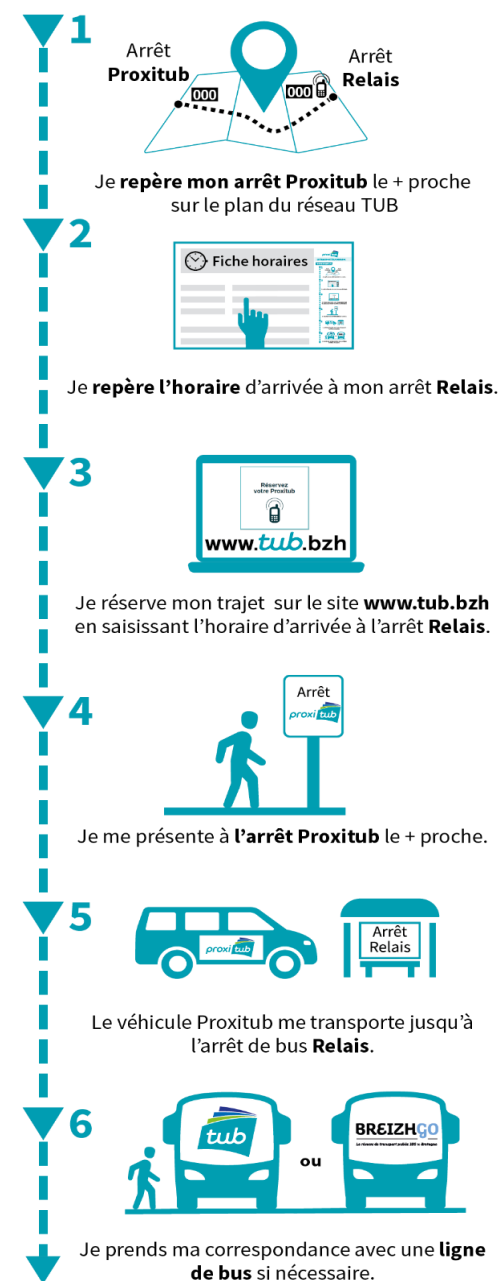 1
Arrêt
Proxitub
Arrêt
Relais
000
000
Je repère mon arrêt Proxitub le + proche
sur le plan du réseau TUB
2
Fiche horaires
Je repère l’horaire d’arrivée à mon arrêt Relais.
3
Réservez
votre Proxitub
www.tub.bzh
Je réserve mon trajet sur le site www.tub.bzh
en saisissant l’horaire d’arrivée à l’arrêt Relais.
4
Arrêt
proxitub
Je me présente à l’arrêt Proxitub le + proche.
5
proxitub
Arrêt
Relais
Le véhicule Proxitub me transporte jusqu’à
l’arrêt de bus Relais.
6
tub
ou
BREIZHGO
Je prends ma correspondance avec une ligne
de bus si nécessaire.